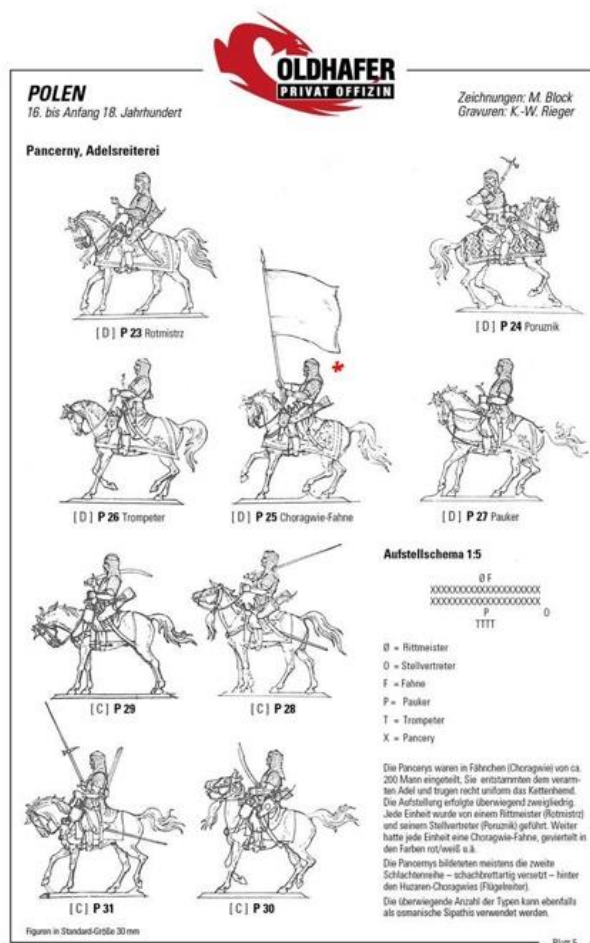 OLDHAFER
PRIVAT OFFIZIN
POLEN
16. bis Anfang 18. Jahrhundert
Zeichnungen: M. Block
Gravuren: K.-W. Rieger
Pancerny, Adelsreiterei
[ D ] P 23 Rotmistrz
[ D ] P 24 Poruznik
*
[ D ] P 26 Trompeter
[ D ] P 25 Choragwie-Fahne
[ D ] P 27 Pauker
[ C ] P 29
[ C ] P 28
Aufstellschema 1:5
Ø F
XXXXXXXXXXXXXXXXXXXX
XXXXXXXXXXXXXXXXXXXX
P O
TTTT
Ø = Rittmeister
O = Stellvertreter
F = Fahne
P = Pauker
T = Trompeter
X = Pancery
[ C ] P 31
[ C ] P 30
Die Pancerys waren in Fähnchen (Choragwie) von ca.
200 Mann eingeteilt. Sie entstammten dem verarm-
ten Adel und trugen recht uniform das Kettenhemd.
Die Aufstellung erfolgte überwiegend zweigliedrig.
Jede Einheit wurde von einem Rittmeister (Rotmistrz)
und seinem Stellvertreter (Poruznik) geführt. Weiter
hatte jede Einheit eine Choragwie-Fahne, geviertelt in
den Farben rot/weiß u.ä.
Die Pancernys bildeteten meistens die zweite
Schlachtenreihe – schachbrettartig versetzt – hinter
den Huzaren-Choragwies (Flügelreiter).
Die überwiegende Anzahl der Typen kann ebenfalls
als osmanische Sipathis verwendet werden.
Figuren in Standard-Größe 30 mm